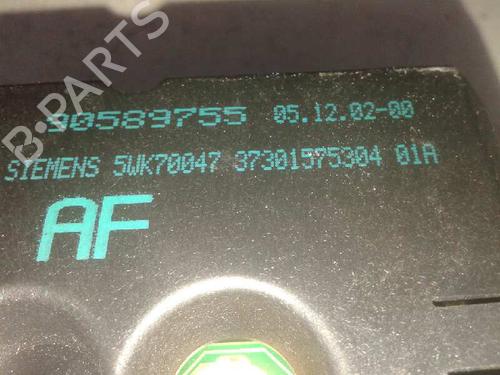 B-PARTS
90589755 05.12.02-00
SIEMENS 5WK70047 37301575304 01A
AF